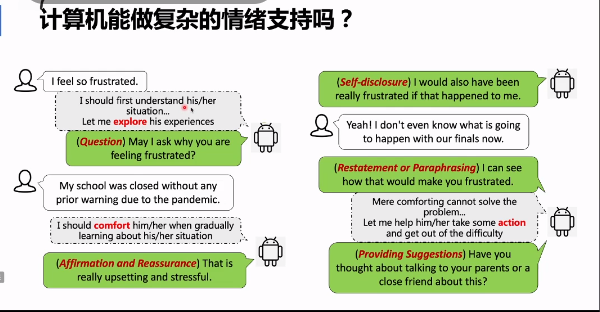 计算机能做复杂的情绪支持吗？
I feel so frustrated.
I should first understand his/her
situation...
Let me explore his experiences
(Question) May I ask why you are
feeling frustrated?
My school was closed without any
prior warning due to the pandemic.
I should comfort him/her when gradually
learning about his/her situation
(Affirmation and Reassurance) That is
really upsetting and stressful.
(Self-disclosure) I would also have been
really frustrated if that happened to me.
Yeah! I don't even know what is going
to happen with our finals now.
(Restatement or Paraphrasing) I can see
how that would make you frustrated.
Mere comforting cannot solve the
problem...
Let me help him/her take some action
and get out of the difficulty
(Providing Suggestions) Have you
thought about talking to your parents or a
close friend about this?